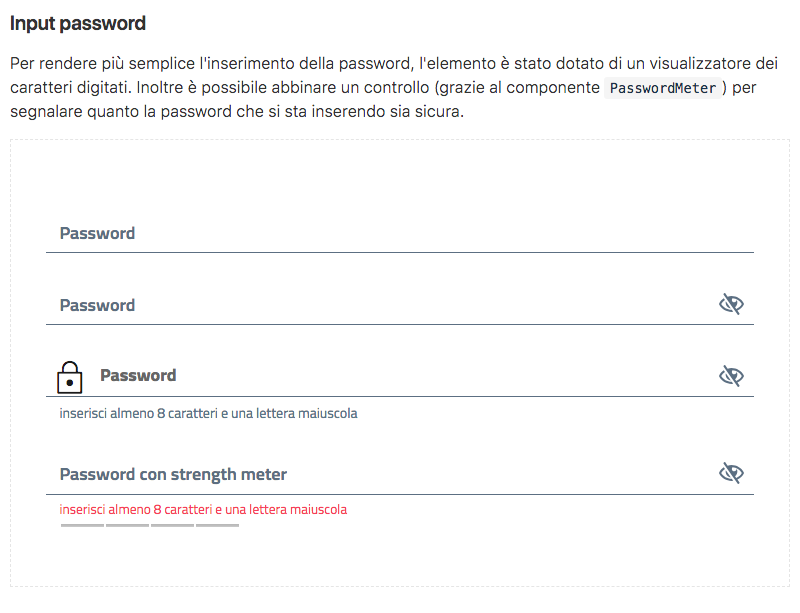 Input password
Per rendere più semplice l'inserimento della password, l'elemento è stato dotato di un visualizzatore dei
caratteri digitati. Inoltre è possibile abbinare un controllo (grazie al componente PasswordMeter ) per
segnalare quanto la password che si sta inserendo sia sicura.
Password
Password
Password
inserisci almeno 8 caratteri e una lettera maiuscola
Password con strength meter
inserisci almeno 8 caratteri e una lettera maiuscola